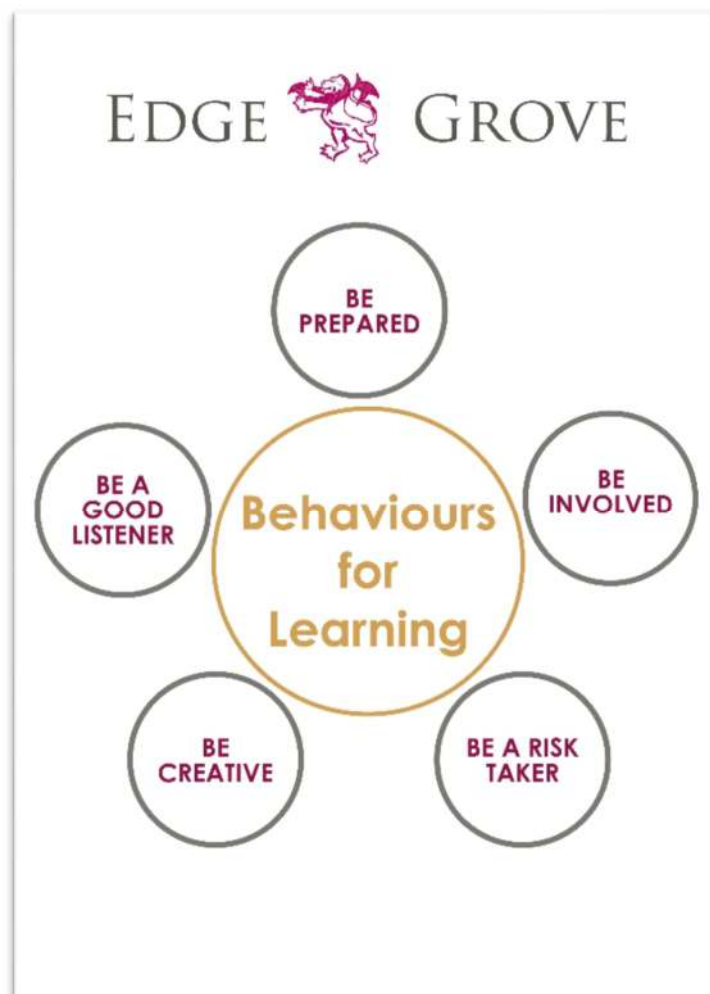 EDGE GROVE
BE
PREPARED
BE
INVOLVED
BE A RISK
TAKER
BE
CREATIVE
BE A
GOOD
LISTENER
Behaviours
for
Learning